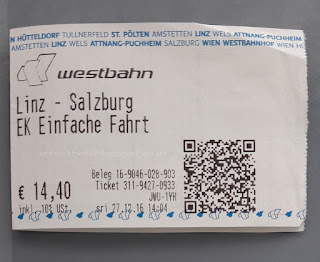 EN HÜTTELDORF TULLNERFELD ST. PÖLTEN AMSTETTEN LINZ WELS ATTNANG-PUCHHEIM
AMSTETTEN LINZ WELS ATTNANG-PUCHHEIM SALZBURG WIEN WESTBAHNHOF WIEN H
westbahn
Linz - Salzburg
EK Einfache Fahrt
€ 14,40
inkl. 10% USt.
Beleg 16-9046-028-903
Ticket 311-9427-0933
JWU-1YH
sri 27.12.16 14:04